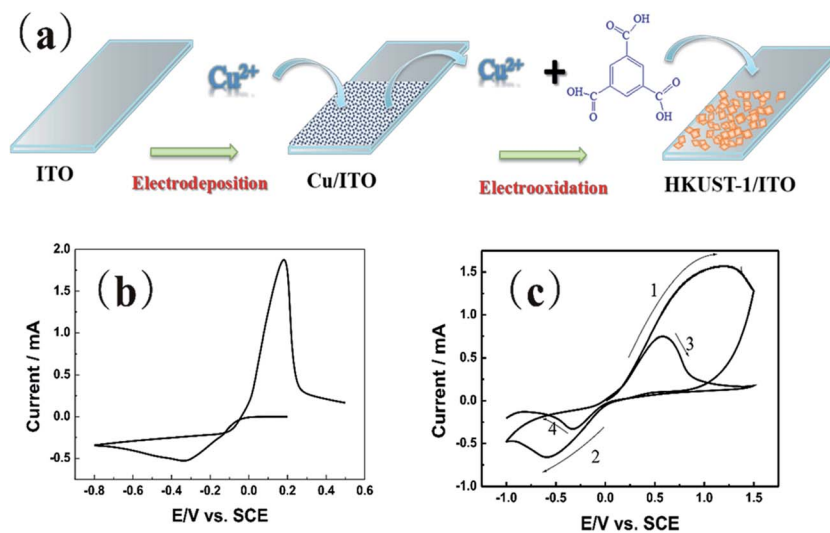 (a)
COOH
C
O
OH
Cu²⁺
Cu²⁺
+
OH
C
O
O
C
OH
ITO
Electrodeposition
Cu/ITO
Electrooxidation
HKUST-1/ITO
(b)
Current / mA
2.0
1.5
1.0
0.5
0.0
-0.5
-0.8 -0.6 -0.4 -0.2 0.0 0.2 0.4 0.6
E/V vs. SCE
(c)
Current / mA
1.5
1.0
0.5
0.0
-0.5
-1.0
-1.0 -0.5 0.0 0.5 1.0 1.5
E/V vs. SCE
1
3
4
2